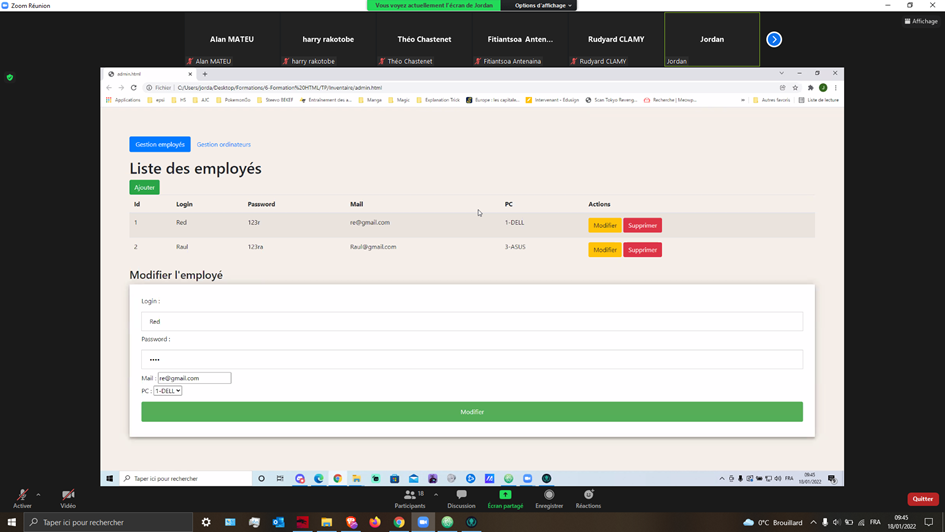 Zoom Réunion
Vous voyez actuellement l'écran de Jordan
Options d'affichage
Affichage
Alan MATEU
harry rakotobe
Théo Chastenet
Fitiantsoa Anten...
Rudyard CLAMY
Jordan
Alan MATEU
harry rakotobe
Théo Chastenet
Fitiantsoa Antenaina
Rudyard CLAMY
Jordan
admin.html
Fichier
C:/Users/jorda/Desktop/Formations/6-Formation%20HTML/TP/Inventaire/admin.html
Applications
epsi
HS
AJC
PokemonGo
Steevo EEXEF
Entrainement des a...
Manga
Magis
Explanation Tricit
Europe : les capitale...
Intervenant - Edusign
Scan Tokyo Reveng...
Recherche | Meouy...
Autres favoris
Liste de lecture
Gestion employés
Gestion ordinateurs
Liste des employés
Ajouter
Id Login Password Mail PC Actions
1 Red 123r re@gmail.com 1-DELL Modifier Supprimer
2 Raul 123ra Raul@gmail.com 3-ASUS Modifier Supprimer
Modifier l'employé
Login :
Red
Password :
••••
Mail : re@gmail.com
PC : 1-DELL
Modifier
Taper ici pour rechercher
FRA
09:45
18/01/2022
Activer
Vidéo
18
Participants
Discussion
Écran partagé
Enregistrer
Réactions
Quitter
Taper ici pour rechercher
0°C Brouillard
FRA
09:45
18/01/2022